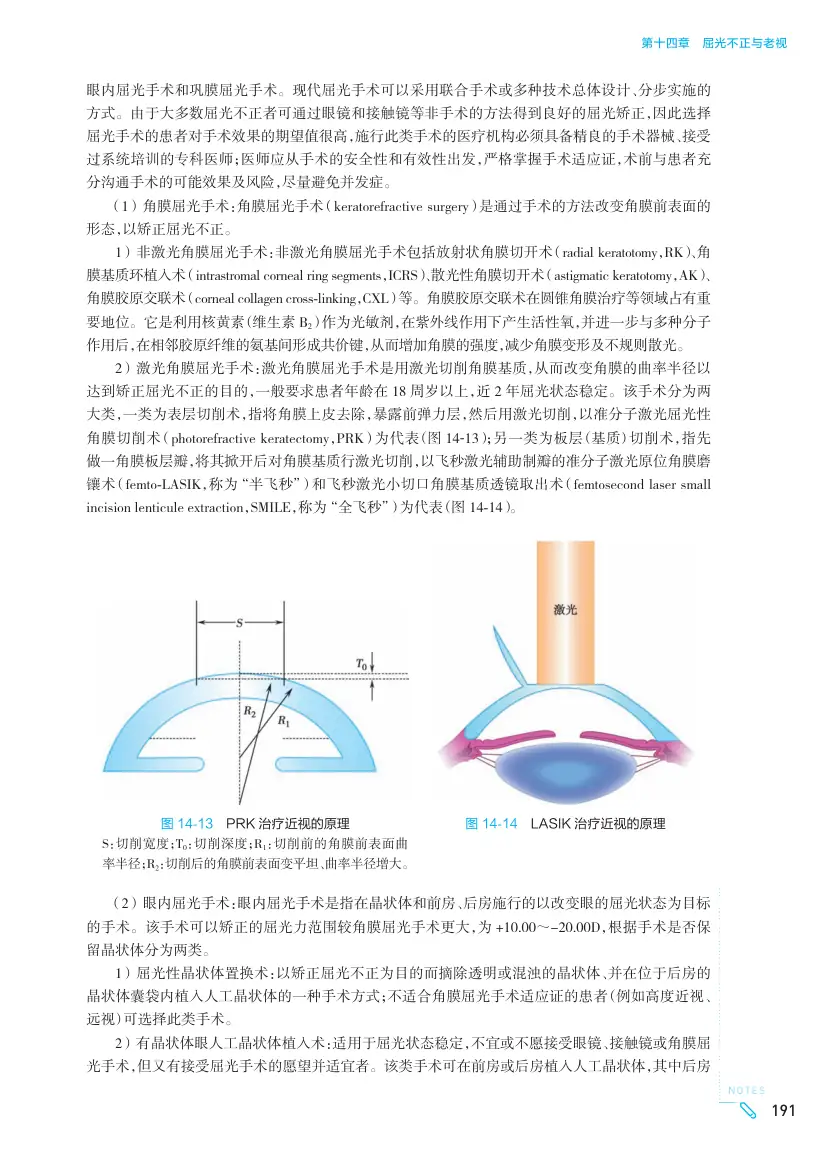 第十四章 屈光不正与老视
眼内屈光手术和巩膜屈光手术。现代屈光手术可以采用联合手术或多种技术总体设计、分步实施的
方式。由于大多数屈光不正者可通过眼镜和接触镜等非手术的方法得到良好的屈光矫正,因此选择
屈光手术的患者对手术效果的期望值很高,施行此类手术的医疗机构必须具备精良的手术器械、接受
过系统培训的专科医师;医师应从手术的安全性和有效性出发,严格掌握手术适应证,术前与患者充
分沟通手术的可能效果及风险,尽量避免并发症。
(1)角膜屈光手术:角膜屈光手术(keratorefractive surgery)是通过手术的方法改变角膜前表面的
形态,以矫正屈光不正。
1)非激光角膜屈光手术:非激光角膜屈光手术包括放射状角膜切开术(radial keratotomy,RK)、角
膜基质环植入术(intrastromal corneal ring segments,ICRS)、散光性角膜切开术(astigmatic keratotomy,AK)、
角膜胶原交联术(corneal collagen cross-linking,CXL)等。角膜胶原交联术在圆锥角膜治疗等领域占有重
要地位。它是利用核黄素(维生素 B₂)作为光敏剂,在紫外线作用下产生活性氧,并进一步与多种分子
作用后,在相邻胶原纤维的氨基间形成共价键,从而增加角膜的强度,减少角膜变形及不规则散光。
2)激光角膜屈光手术:激光角膜屈光手术是用激光切削角膜基质,从而改变角膜的曲率半径以
达到矫正屈光不正的目的,一般要求患者年龄在 18 周岁以上,近 2 年屈光状态稳定。该手术分为两
大类,一类为表层切削术,指将角膜上皮去除,暴露前弹力层,然后用激光切削,以准分子激光屈光性
角膜切削术(photorefractive keratectomy,PRK)为代表(图 14-13);另一类为板层(基质)切削术,指先
做一角膜板层瓣,将其掀开后对角膜基质行激光切削,以飞秒激光辅助制瓣的准分子激光原位角膜磨
镶术(femto-LASIK,称为“半飞秒”)和飞秒激光小切口角膜基质透镜取出术(femtosecond laser small
incision lenticule extraction,SMILE,称为“全飞秒”)为代表(图 14-14)。
S
T₀
R₂
R₁
图 14-13 PRK 治疗近视的原理
S:切削宽度;T₀:切削深度;R₁:切削前的角膜前表面曲
率半径;R₂:切削后的角膜前表面变平坦、曲率半径增大。
激光
图 14-14 LASIK 治疗近视的原理
(2)眼内屈光手术:眼内屈光手术是指在晶状体和前房、后房施行的以改变眼的屈光状态为目标
的手术。该手术可以矫正的屈光力范围较角膜屈光手术更大,为 +10.00～-20.00D,根据手术是否保
留晶状体分为两类。
1)屈光性晶状体置换术:以矫正屈光不正为目的而摘除透明或混浊的晶状体、并在位于后房的
晶状体囊袋内植入人工晶状体的一种手术方式;不适合角膜屈光手术适应证的患者(例如高度近视、
远视)可选择此类手术。
2)有晶状体眼人工晶状体植入术:适用于屈光状态稳定,不宜或不愿接受眼镜、接触镜或角膜屈
光手术,但又有接受屈光手术的愿望并适宜者。该类手术可在前房或后房植入人工晶状体,其中后房
NOTES
191